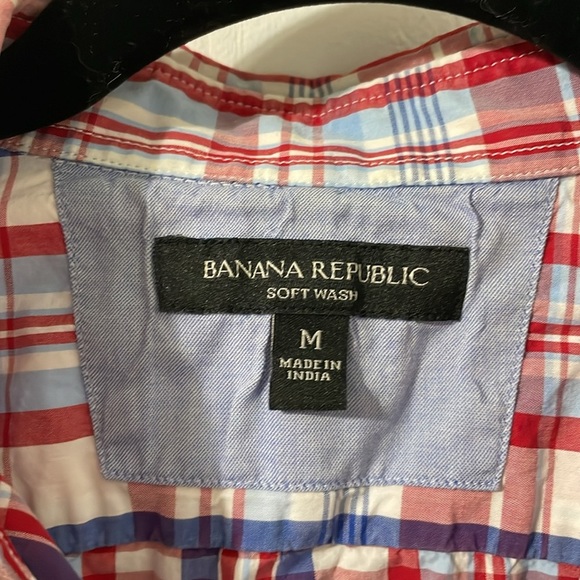 BANANA REPUBLIC
SOFT WASH
M
MADE IN
INDIA